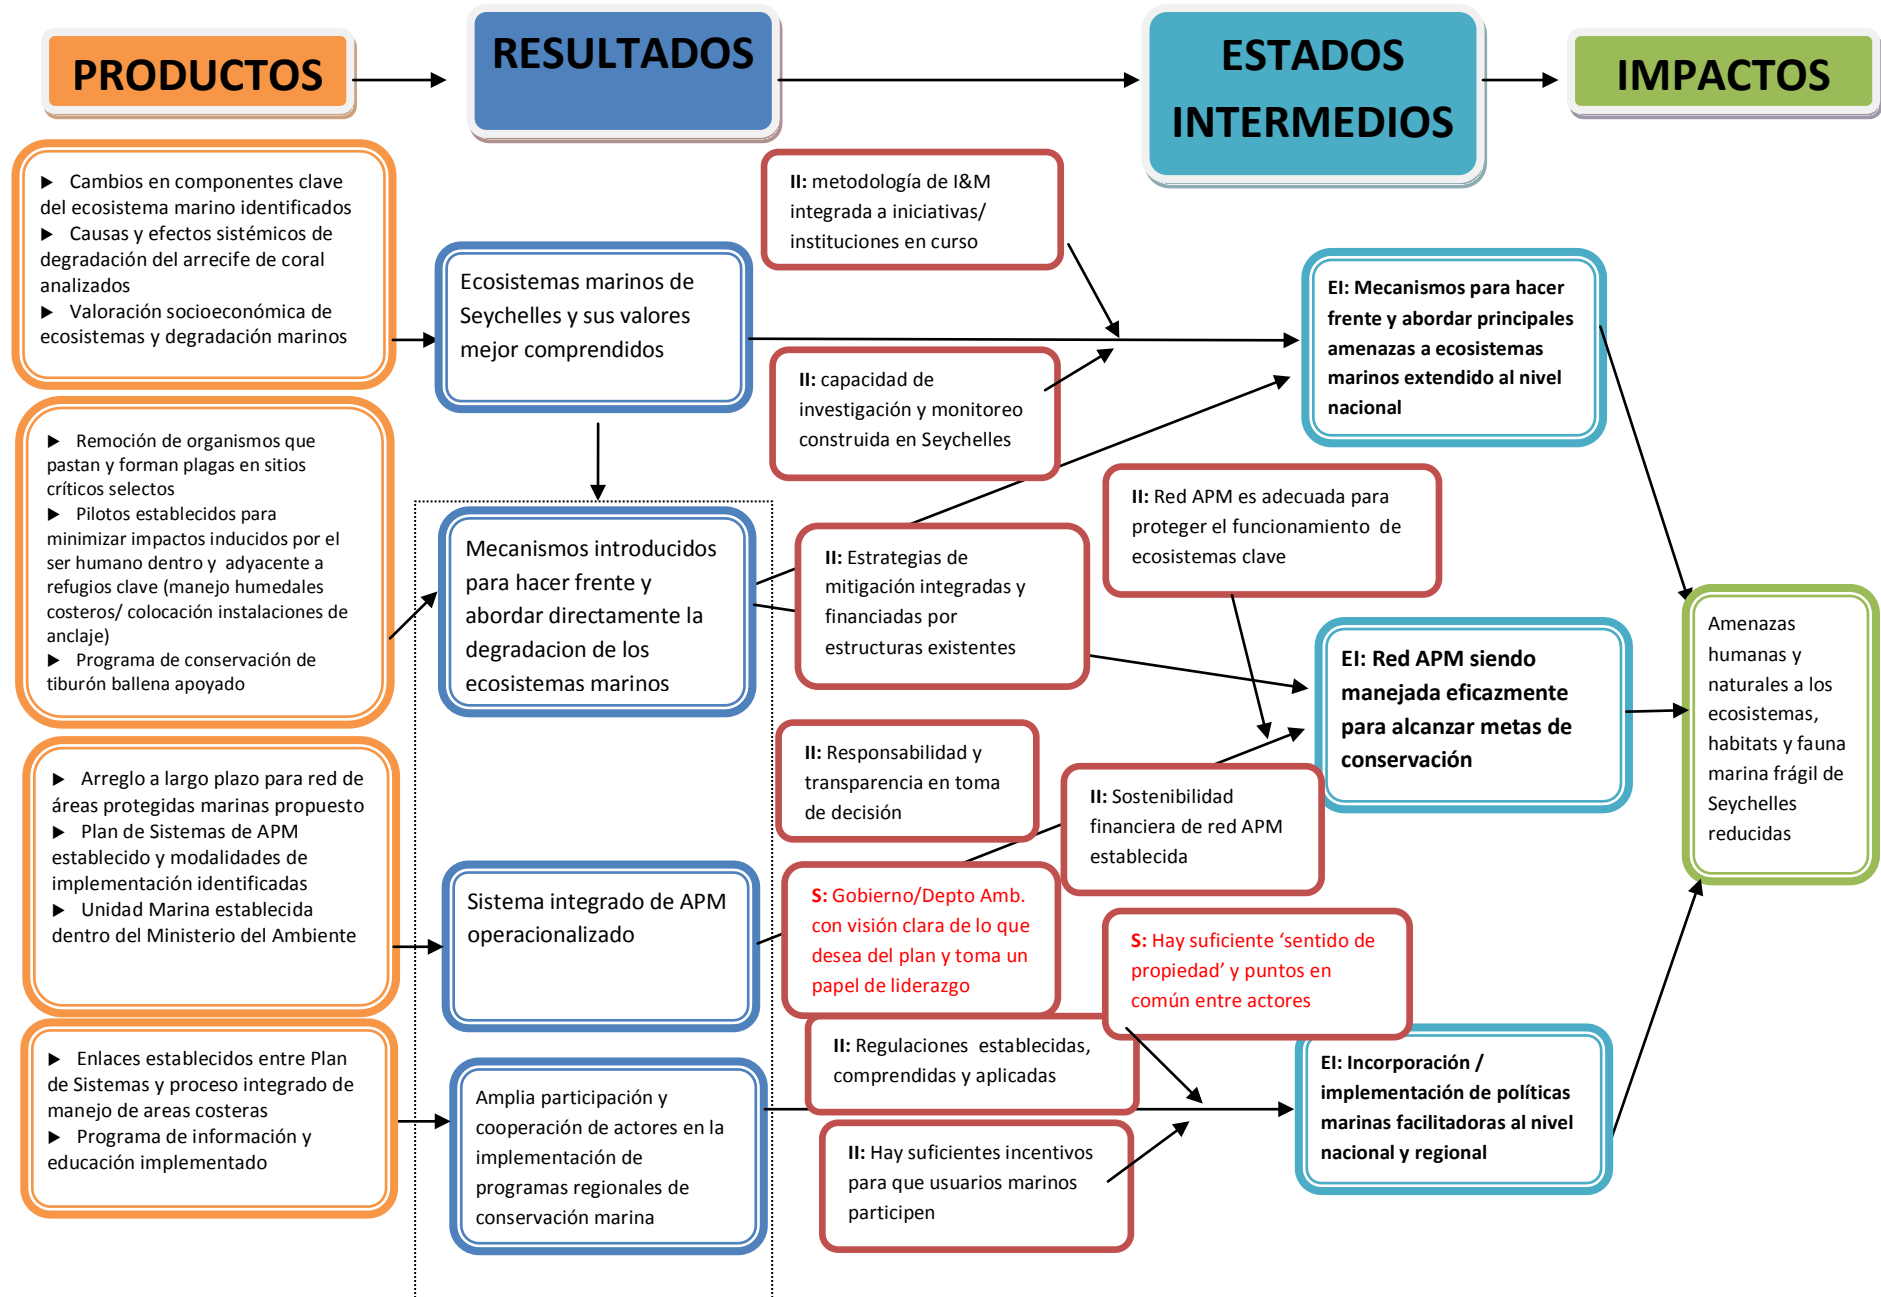 PRODUCTOS
RESULTADOS
ESTADOS
INTERMEDIOS
IMPACTOS
► Cambios en componentes clave
del ecosistema marino identificados
► Causas y efectos sistémicos de
degradación del arrecife de coral
analizados
► Valoración socioeconómica de
ecosistemas y degradación marinos
► Remoción de organismos que
pastan y forman plagas en sitios
críticos selectos
► Pilotos establecidos para
minimizar impactos inducidos por el
ser humano dentro y adyacente a
refugios clave (manejo humedales
costeros/ colocación instalaciones de
anclaje)
► Programa de conservación de
tiburón ballena apoyado
► Arreglo a largo plazo para red de
áreas protegidas marinas propuesto
► Plan de Sistemas de APM
establecido y modalidades de
implementación identificadas
► Unidad Marina establecida
dentro del Ministerio del Ambiente
► Enlaces establecidos entre Plan
de Sistemas y proceso integrado de
manejo de areas costeras
► Programa de información y
educación implementado
Ecosistemas marinos de
Seychelles y sus valores
mejor comprendidos
Mecanismos introducidos
para hacer frente y
abordar directamente la
degradacion de los
ecosistemas marinos
Sistema integrado de APM
operacionalizado
Amplia participación y
cooperación de actores en la
implementación de
programas regionales de
conservación marina
II: metodología de I&M
integrada a iniciativas/
instituciones en curso
II: capacidad de
investigación y monitoreo
construida en Seychelles
II: Estrategias de
mitigación integradas y
financiadas por
estructuras existentes
II: Red APM es adecuada para
proteger el funcionamiento de
ecosistemas clave
II: Responsabilidad y
transparencia en toma
de decisión
II: Sostenibilidad
financiera de red APM
establecida
S: Gobierno/Depto Amb.
con visión clara de lo que
desea del plan y toma un
papel de liderazgo
S: Hay suficiente ‘sentido de
propiedad’ y puntos en
común entre actores
II: Regulaciones establecidas,
comprendidas y aplicadas
II: Hay suficientes incentivos
para que usuarios marinos
participen
EI: Mecanismos para hacer
frente y abordar principales
amenazas a ecosistemas
marinos extendido al nivel
nacional
EI: Red APM siendo
manejada eficazmente
para alcanzar metas de
conservación
EI: Incorporación /
implementación de políticas
marinas facilitadoras al nivel
nacional y regional
Amenazas
humanas y
naturales a los
ecosistemas,
habitats y fauna
marina frágil de
Seychelles
reducidas